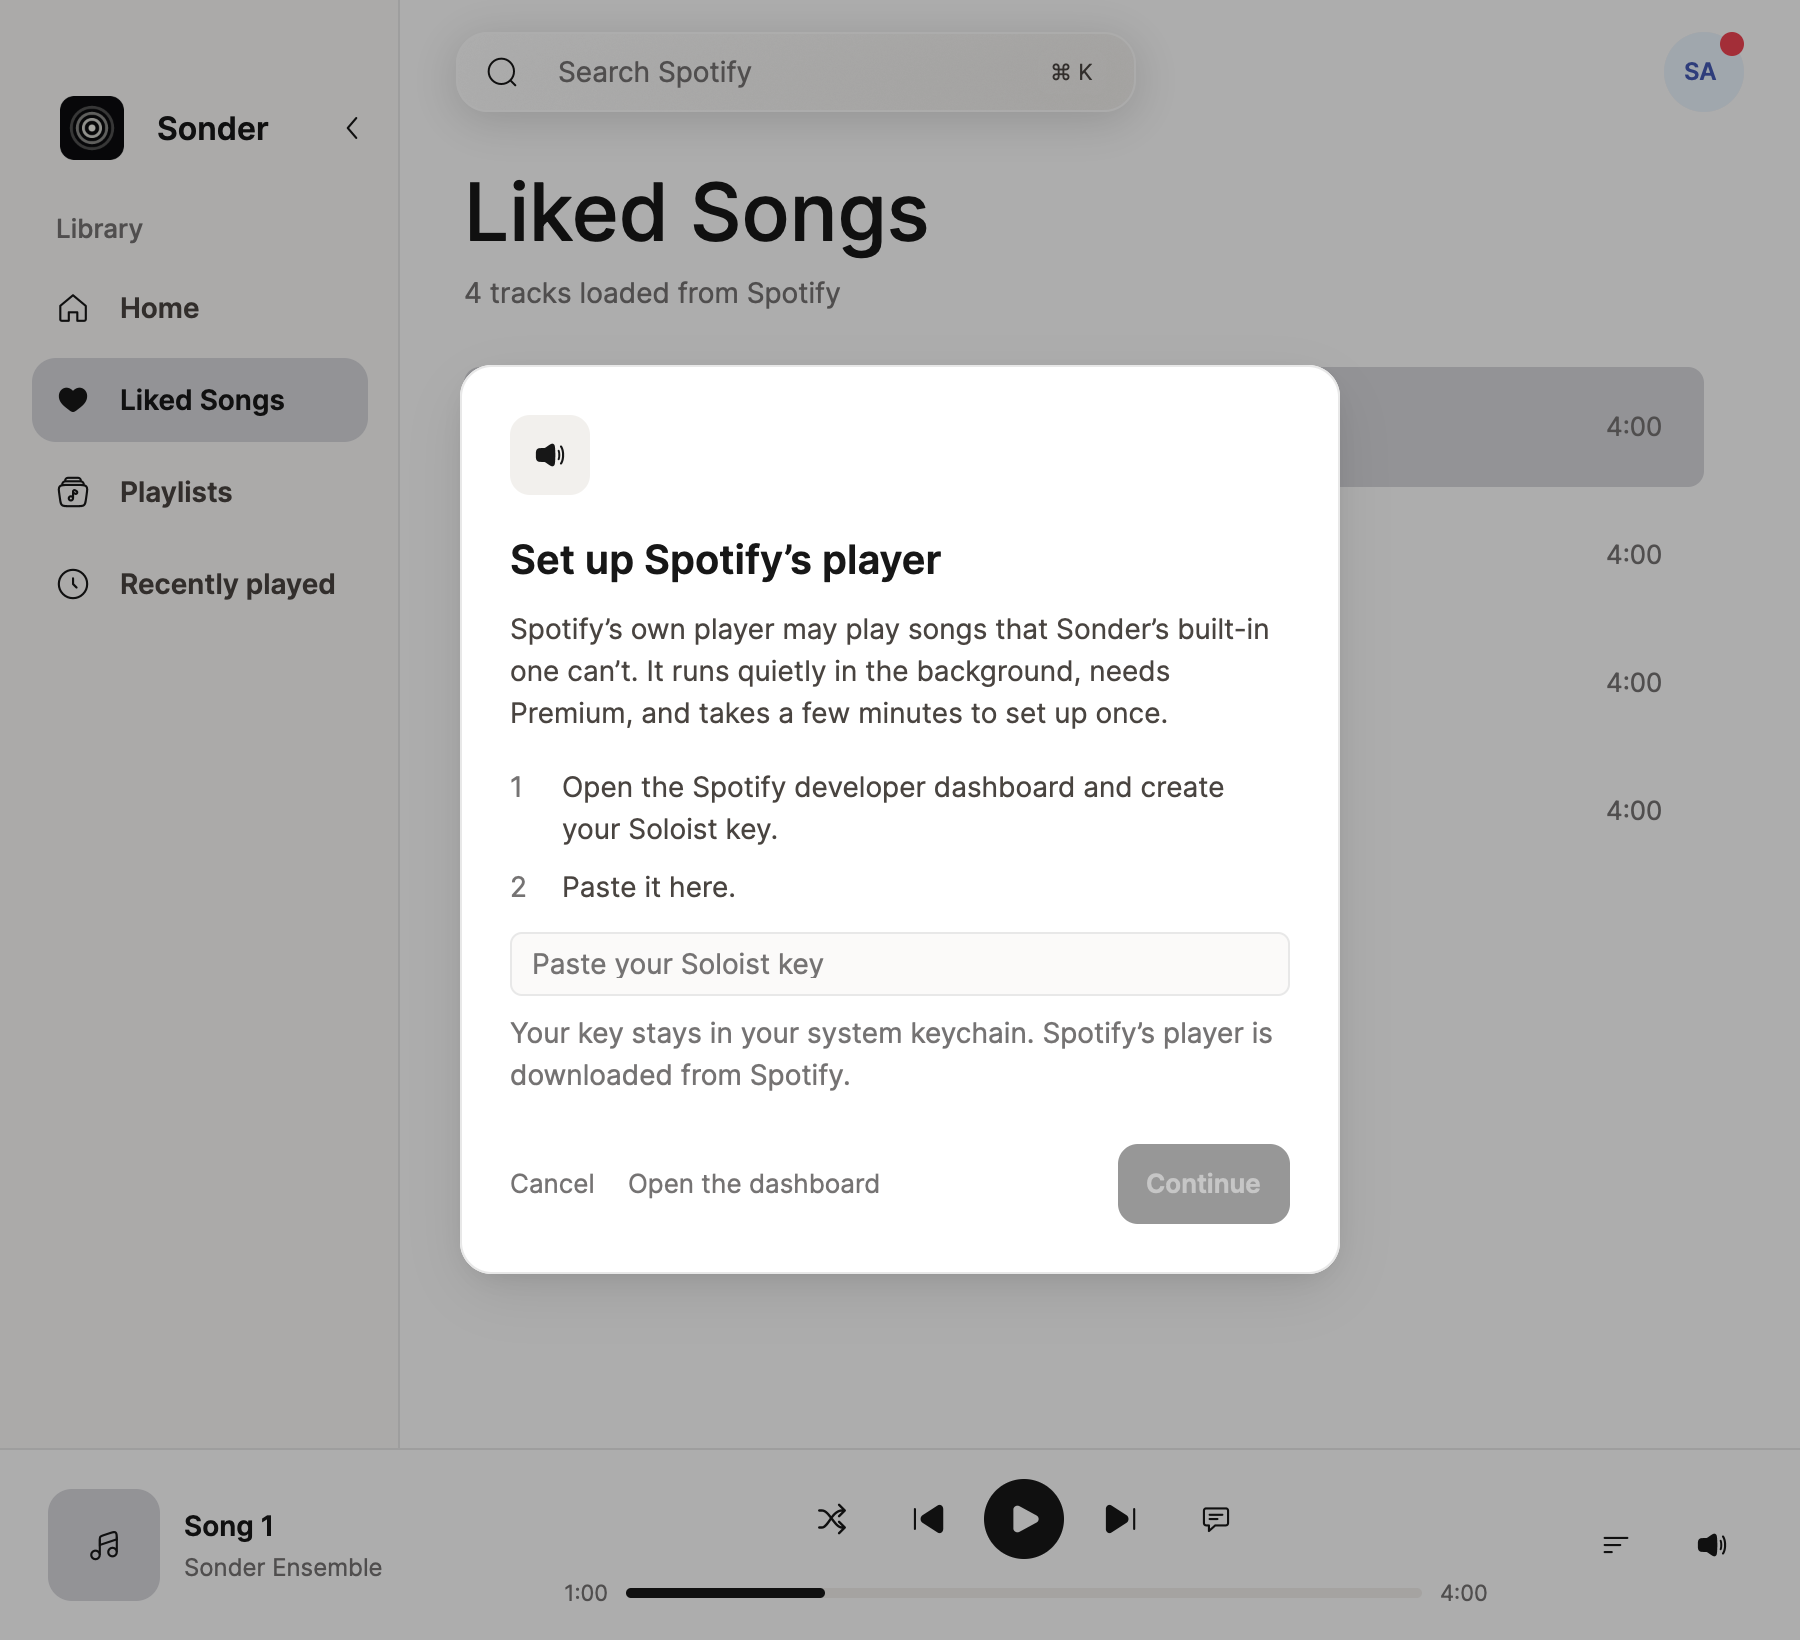 Search Spotify
⌘ K
SA
Sonder
Library
Home
Liked Songs
Playlists
Recently played
Liked Songs
4 tracks loaded from Spotify
4:00
4:00
4:00
4:00
Set up Spotify’s player
Spotify’s own player may play songs that Sonder’s built-in
one can’t. It runs quietly in the background, needs
Premium, and takes a few minutes to set up once.
1 Open the Spotify developer dashboard and create
your Soloist key.
2 Paste it here.
Paste your Soloist key
Your key stays in your system keychain. Spotify’s player is
downloaded from Spotify.
Cancel
Open the dashboard
Continue
Song 1
Sonder Ensemble
1:00
4:00